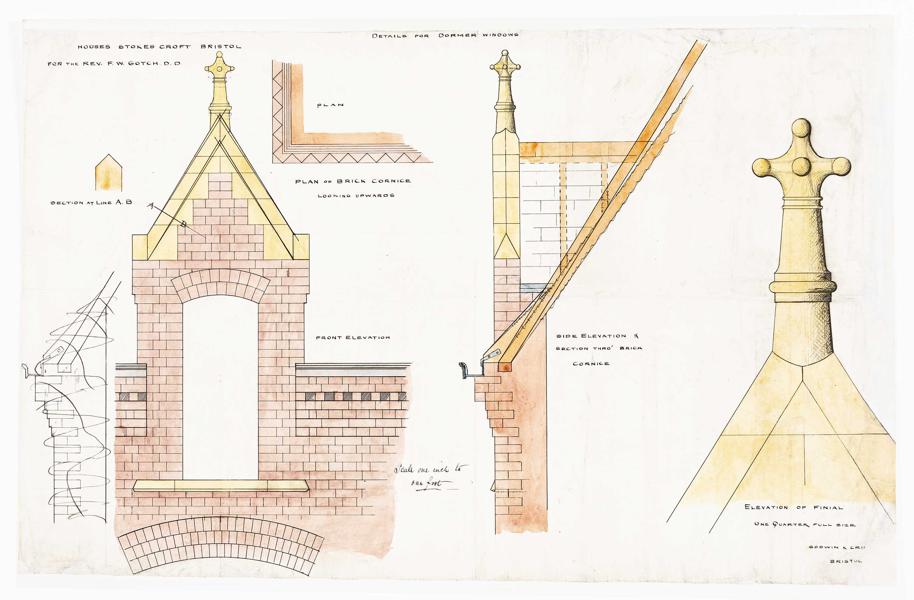 DETAILS FOR DORMER WINDOWS
HOUSES STOKES CROFT BRISTOL
FOR THE REV. F. W. GOTCH. D. D
PLAN
PLAN OF BRICK CORNICE
LOOKING UPWARDS
SECTION AT LINE A. B
A
B
FRONT ELEVATION
SIDE ELEVATION &
SECTION THRO' BRICK
CORNICE
Scale one inch to
one foot
ELEVATION OF FINIAL
ONE QUARTER FULL SIZE
GODWIN & CRISP
BRISTOL